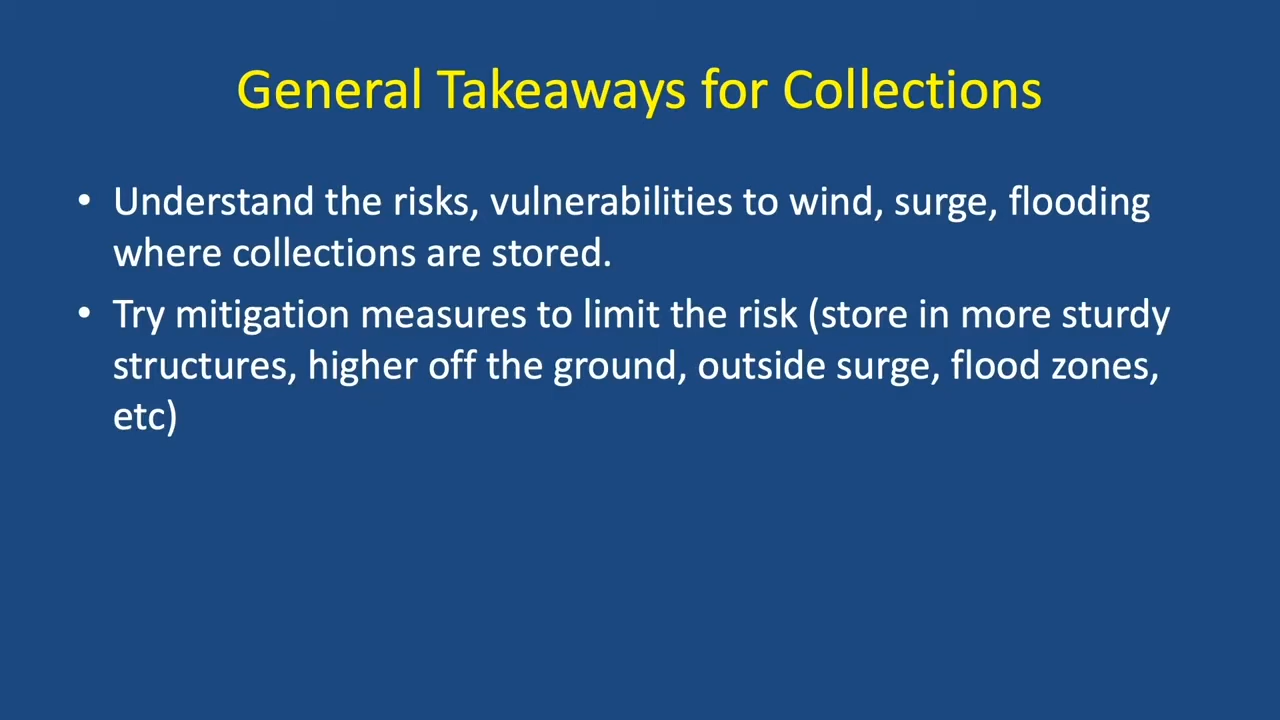 General Takeaways for Collections
• Understand the risks, vulnerabilities to wind, surge, flooding
where collections are stored.
• Try mitigation measures to limit the risk (store in more sturdy
structures, higher off the ground, outside surge, flood zones,
etc)